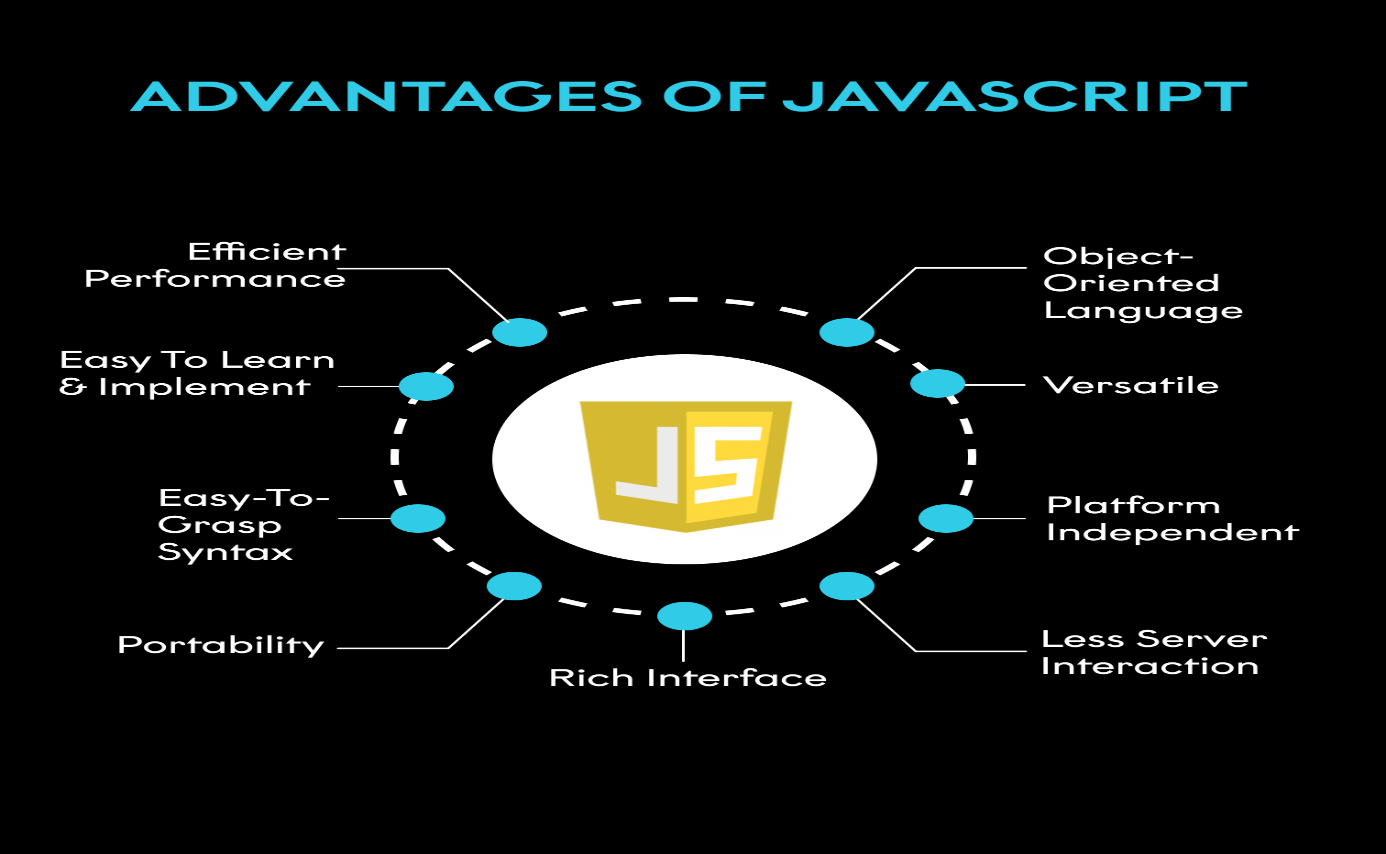 ADVANTAGES OF JAVASCRIPT
Efficient
Performance
Easy To Learn
& Implement
Easy-To-
Grasp
Syntax
Portability
Rich Interface
Object-
Oriented
Language
Versatile
Platform
Independent
Less Server
Interaction
JS